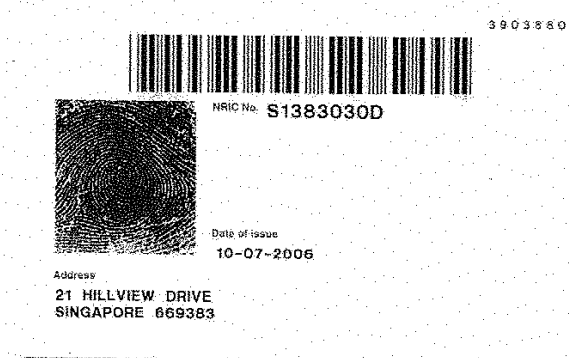 3903880
NRIC No. S1383030D
Date of issue
10-07-2006
Address
21 HILLVIEW DRIVE
SINGAPORE 669383